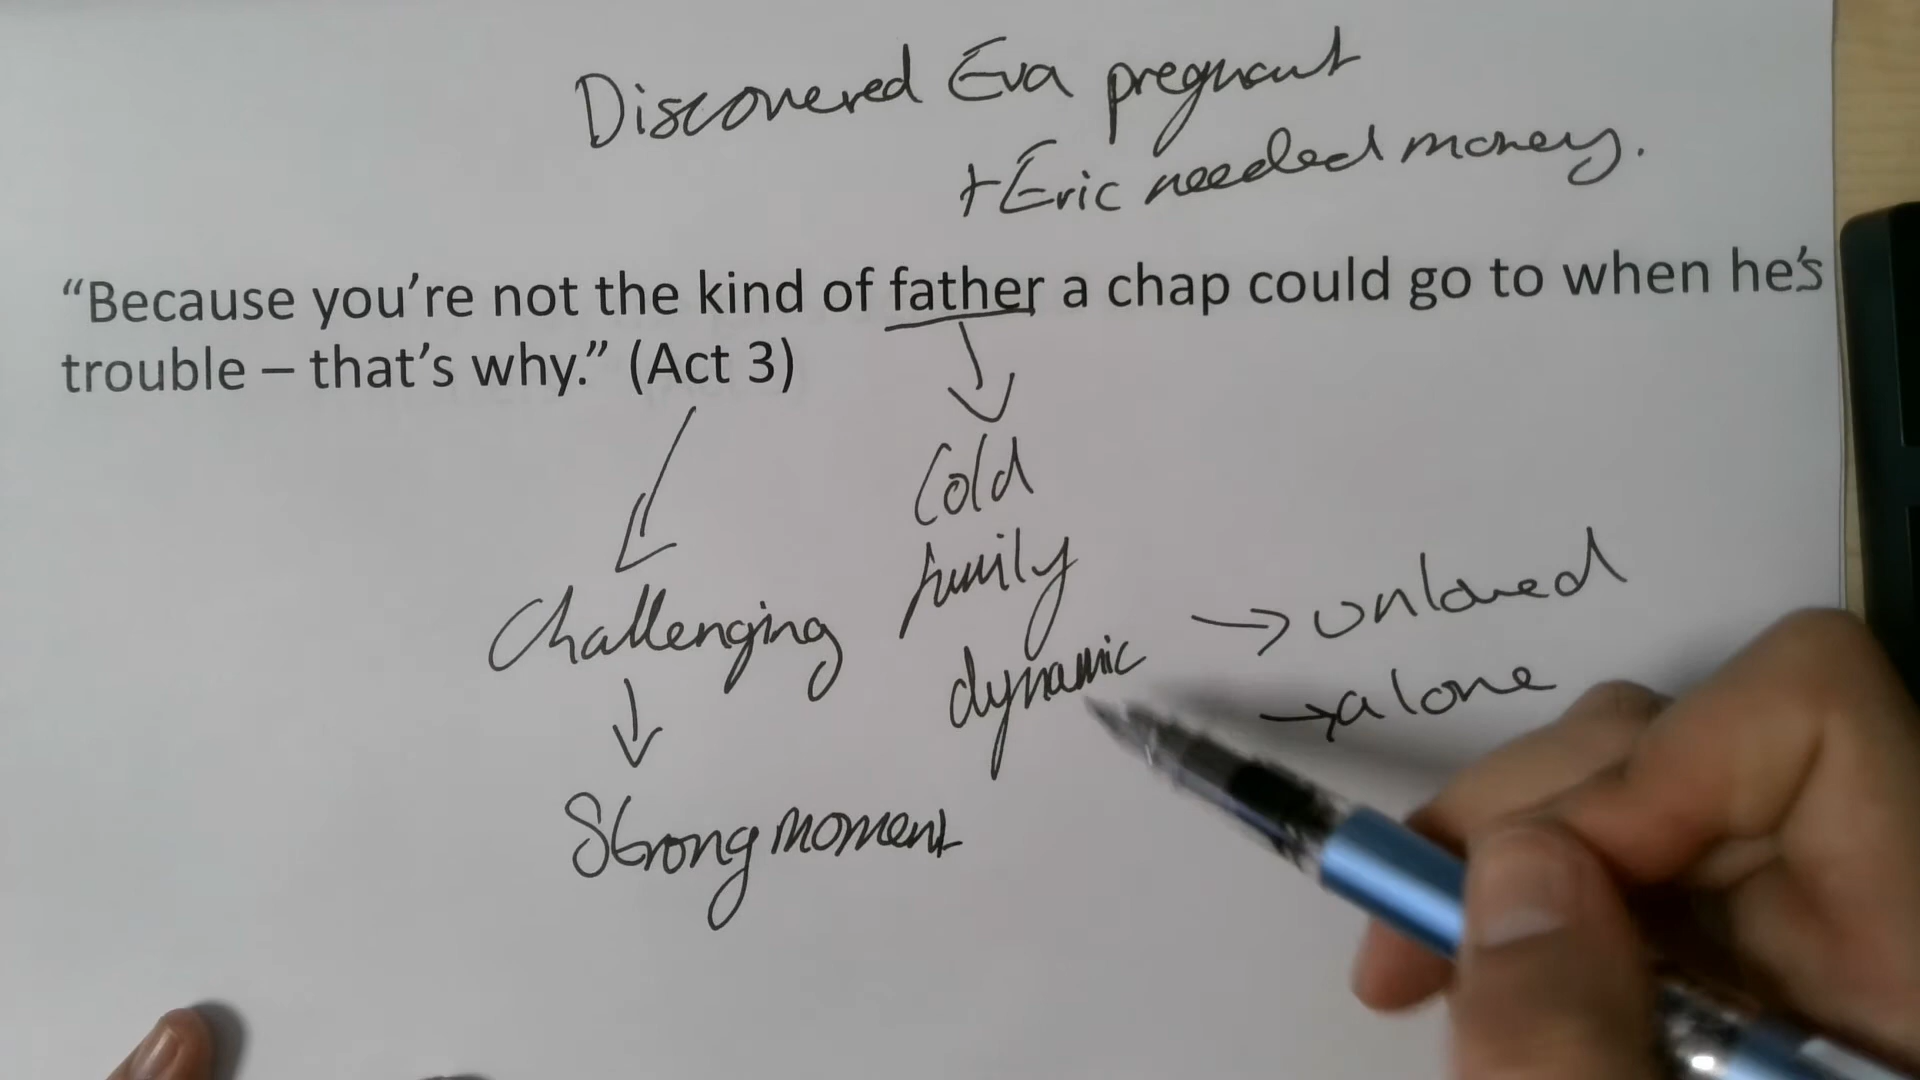 Discovered Eva pregnant
+ Eric needed money.
“Because you’re not the kind of father a chap could go to when he’s
trouble – that’s why.” (Act 3)
Cold
family
Challenging
dynamic
→ unloved
→ alone
Strong moment